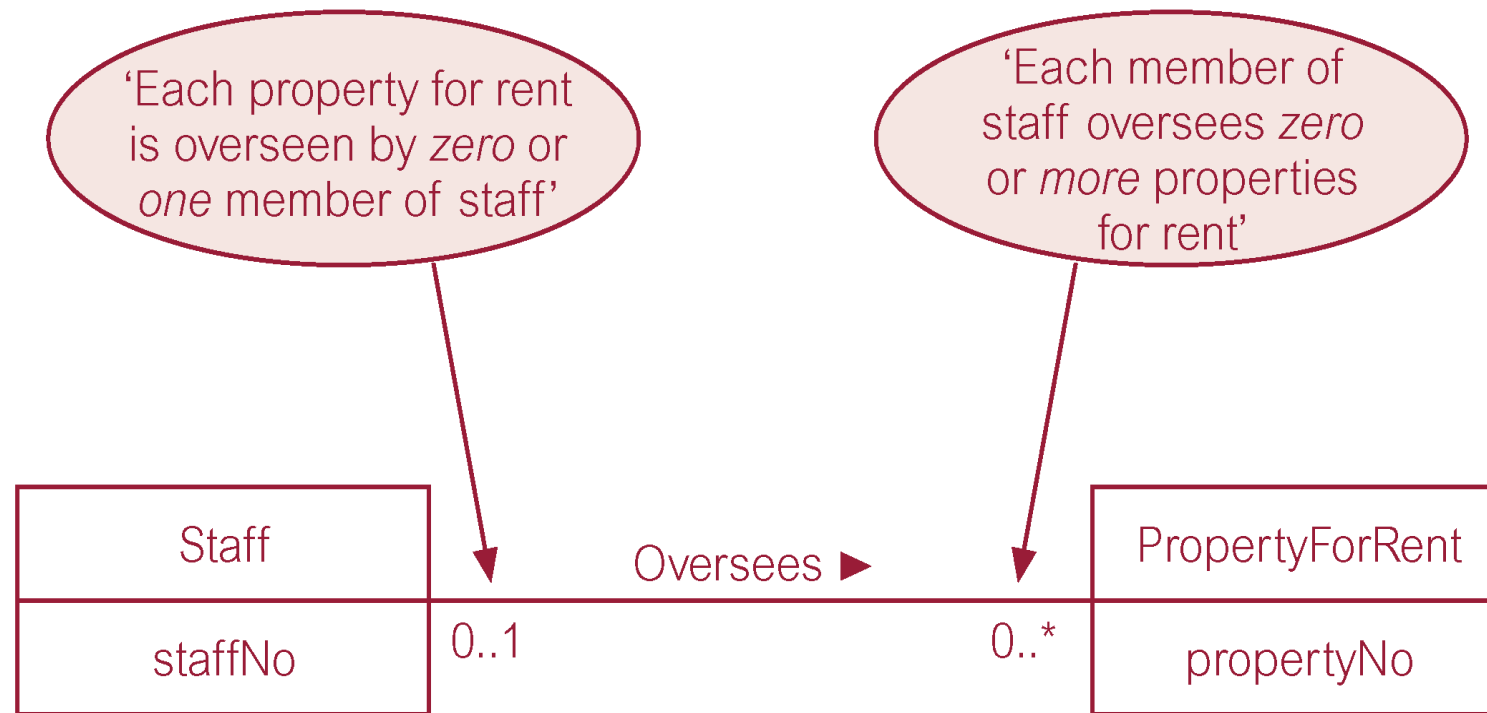 ‘Each property for rent
is overseen by zero or
one member of staff’
‘Each member of
staff oversees zero
or more properties
for rent’
Staff
staffNo
Oversees ►
0..1
0..*
PropertyForRent
propertyNo